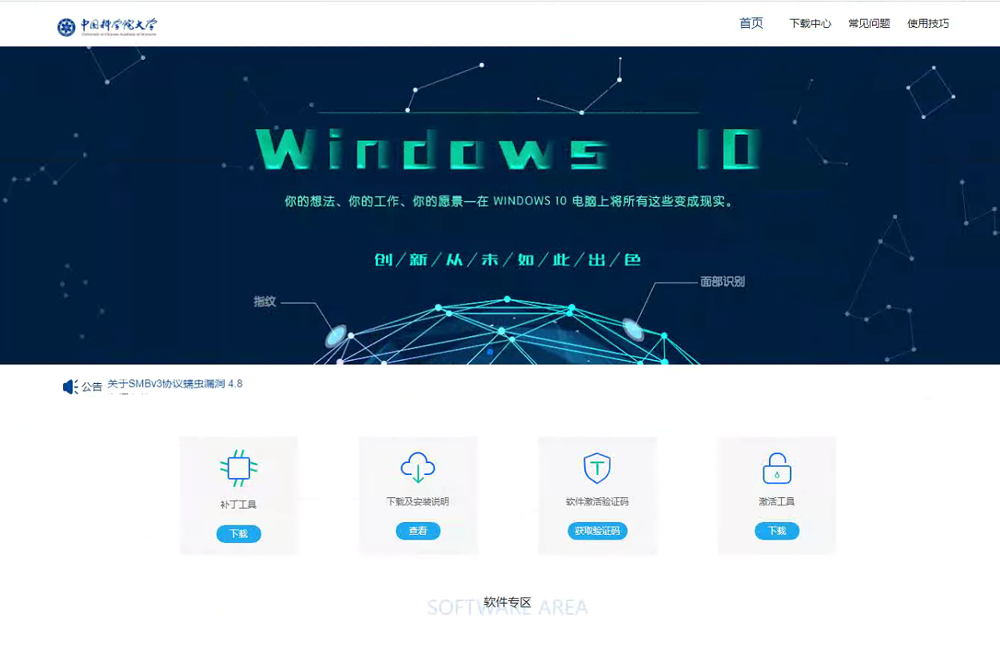 中国科学院大学
University of Chinese Academy of Sciences
首页 下载中心 常见问题 使用技巧
Windows 10
你的想法、你的工作、你的愿景—在 WINDOWS 10 电脑上将所有这些变成现实。
创/新/从/未/如/此/出/色
面部识别
指纹
公告 关于SMBv3协议蠕虫漏洞 4.8
补丁工具 下载及安装说明 软件激活验证码 激活工具
下载 查看 获取验证码 下载
软件专区
SOFTWARE AREA